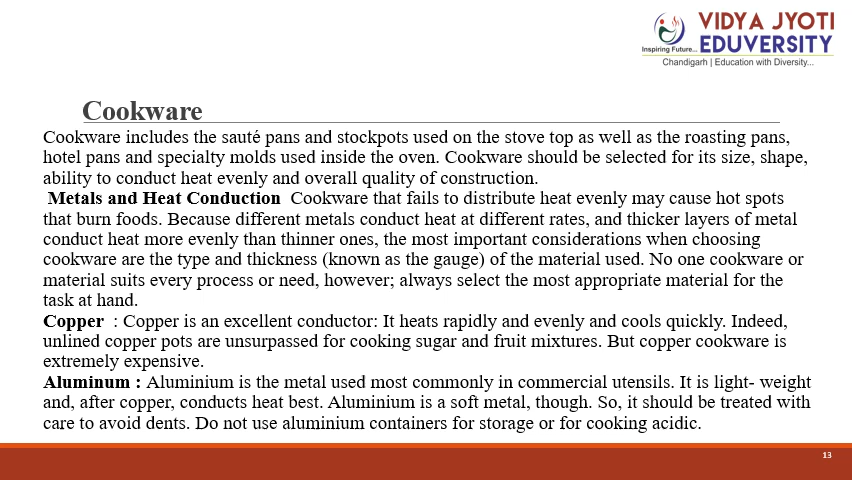 VIDYA JYOTI
EDUVERSITY
Inspiring Future...
Chandigarh | Education with Diversity...
Cookware
Cookware includes the sauté pans and stockpots used on the stove top as well as the roasting pans,
hotel pans and specialty molds used inside the oven. Cookware should be selected for its size, shape,
ability to conduct heat evenly and overall quality of construction.
Metals and Heat Conduction Cookware that fails to distribute heat evenly may cause hot spots
that burn foods. Because different metals conduct heat at different rates, and thicker layers of metal
conduct heat more evenly than thinner ones, the most important considerations when choosing
cookware are the type and thickness (known as the gauge) of the material used. No one cookware or
material suits every process or need, however; always select the most appropriate material for the
task at hand.
Copper : Copper is an excellent conductor: It heats rapidly and evenly and cools quickly. Indeed,
unlined copper pots are unsurpassed for cooking sugar and fruit mixtures. But copper cookware is
extremely expensive.
Aluminum : Aluminium is the metal used most commonly in commercial utensils. It is light- weight
and, after copper, conducts heat best. Aluminium is a soft metal, though. So, it should be treated with
care to avoid dents. Do not use aluminium containers for storage or for cooking acidic.
13